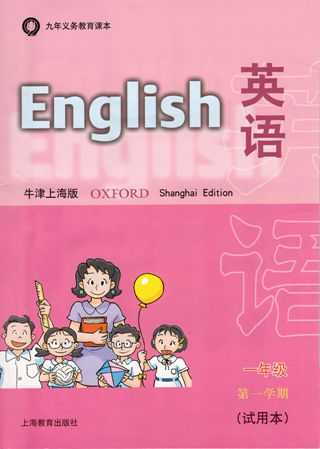 九年义务教育课本
English
英语
牛津上海版 OXFORD Shanghai Edition
一年级
第一学期
(试用本)
上海教育出版社